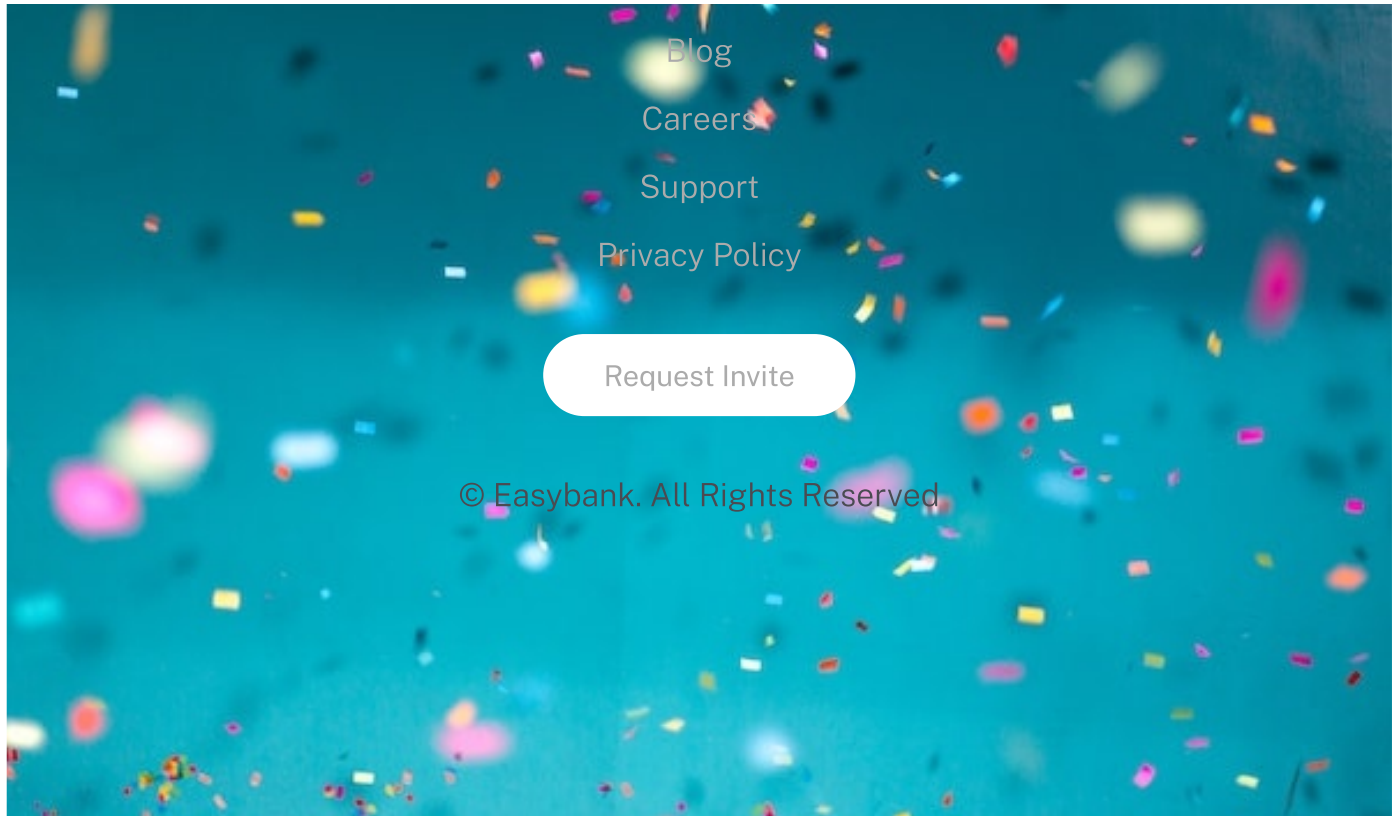 Blog
Careers
Support
Privacy Policy
Request Invite
© Easybank. All Rights Reserved